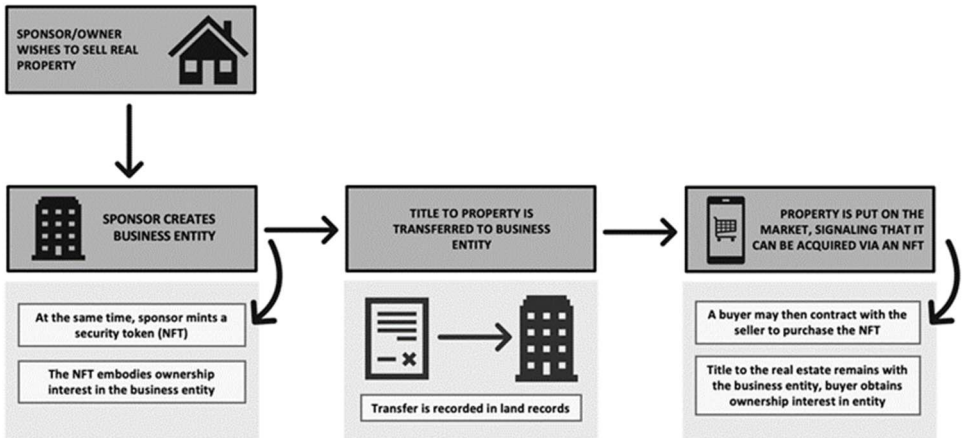 SPONSOR/OWNER
WISHES TO SELL REAL
PROPERTY
SPONSOR CREATES
BUSINESS ENTITY
At the same time, sponsor mints a
security token (NFT)
The NFT embodies ownership
interest in the business entity
TITLE TO PROPERTY IS
TRANSFERRED TO BUSINESS
ENTITY
Transfer is recorded in land records
PROPERTY IS PUT ON THE
MARKET, SIGNALING THAT IT
CAN BE ACQUIRED VIA AN NFT
A buyer may then contract with the
seller to purchase the NFT
Title to the real estate remains with
the business entity, buyer obtains
ownership interest in entity